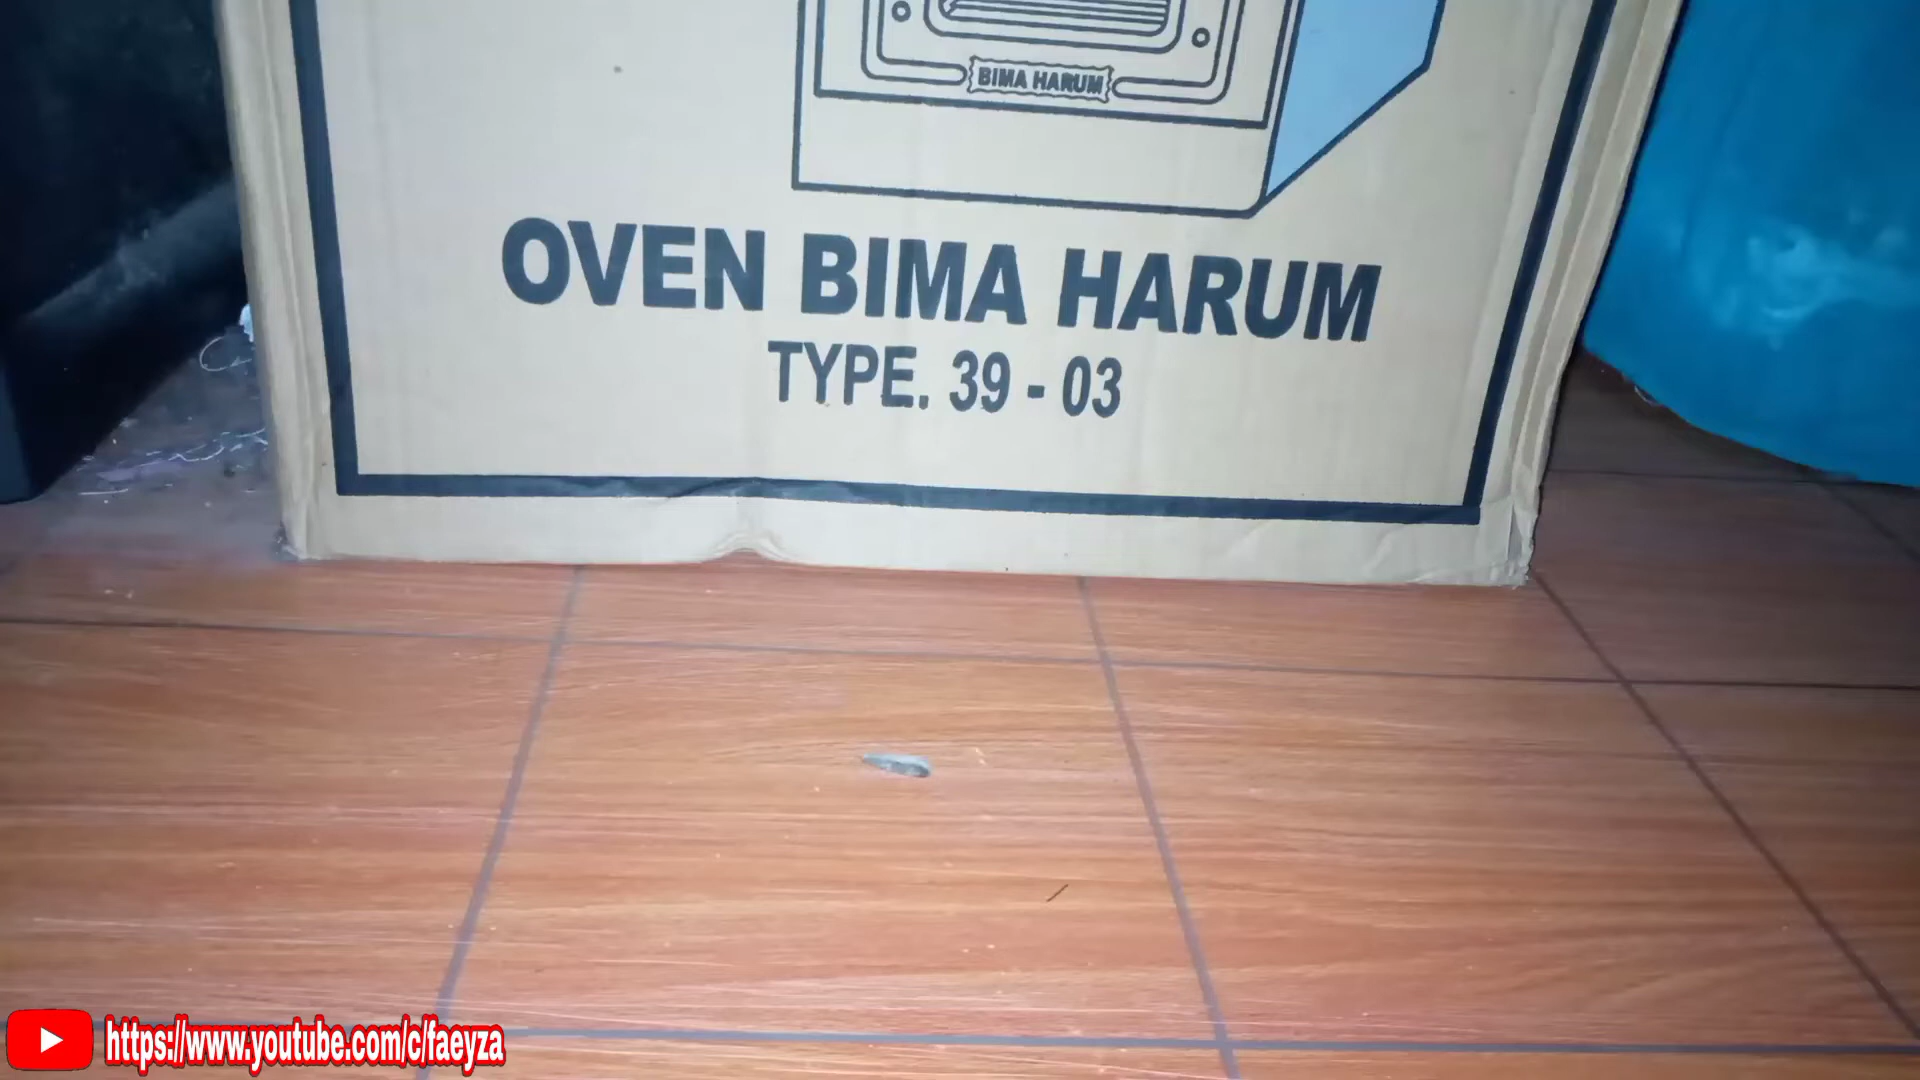 BIMA HARUM
OVEN BIMA HARUM
TYPE. 39 - 03
https://www.youtube.com/c/faeyza